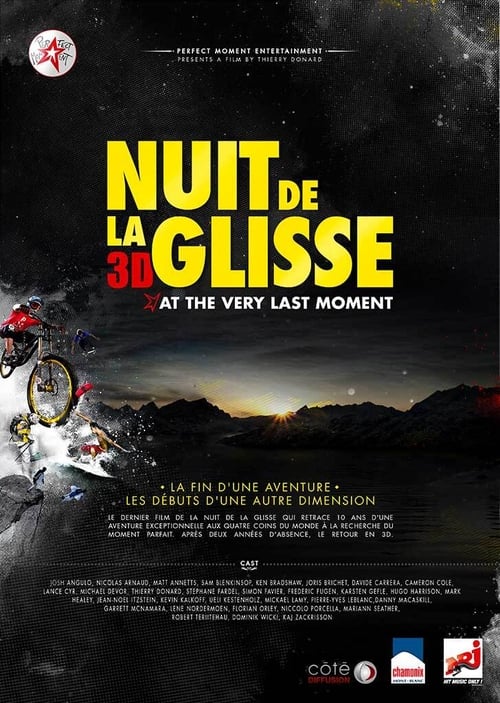 PERFECT MOMENT
PERFECT MOMENT ENTERTAINMENT
PRESENTS A FILM BY THIERRY DONARD
NUIT DE
LA
3D GLISSE
AT THE VERY LAST MOMENT
• LA FIN D'UNE AVENTURE •
LES DÉBUTS D'UNE AUTRE DIMENSION
LE DERNIER FILM DE LA NUIT DE LA GLISSE QUI RETRACE 10 ANS D'UNE
AVENTURE EXCEPTIONNELLE AUX QUATRE COINS DU MONDE À LA RECHERCHE DU
MOMENT PARFAIT. APRÈS DEUX ANNÉES D'ABSENCE, LE RETOUR EN 3D.
CAST
JOSH ANGULO, NICOLAS ARNAUD, MATT ANNETTS, SAM BLENKINSOP, KEN BRADSHAW, JORIS BRICHET, DAVIDE CARRERA, CAMERON COLE,
LANCE CYR, MICHAEL DEVOR, THIERRY DONARD, STEPHANE FARDEL, SIMON FAVIER, FREDERIC FUGEN, KARSTEN GEFLE, HUGO HARRISON, MARK
HEALEY, JEAN-NOEL ITZSTEIN, KEVIN KALKOFF, UELI KESTENHOLZ, MICKAEL LAMY, PIERRE-YVES LEBLANC,DANNY MACASKILL,
GARRETT MCNAMARA, LENE NORDERMOEN, FLORIAN ORLEY, NICCOLO PORCELLA, MARIANN SEATHER,
ROBERT TERIITEHAU, DOMINIK WICKI, KAJ ZACKRISSON
côté
DIFFUSION
chamonix
MONT-BLANC
NRJ
HIT MUSIC ONLY !